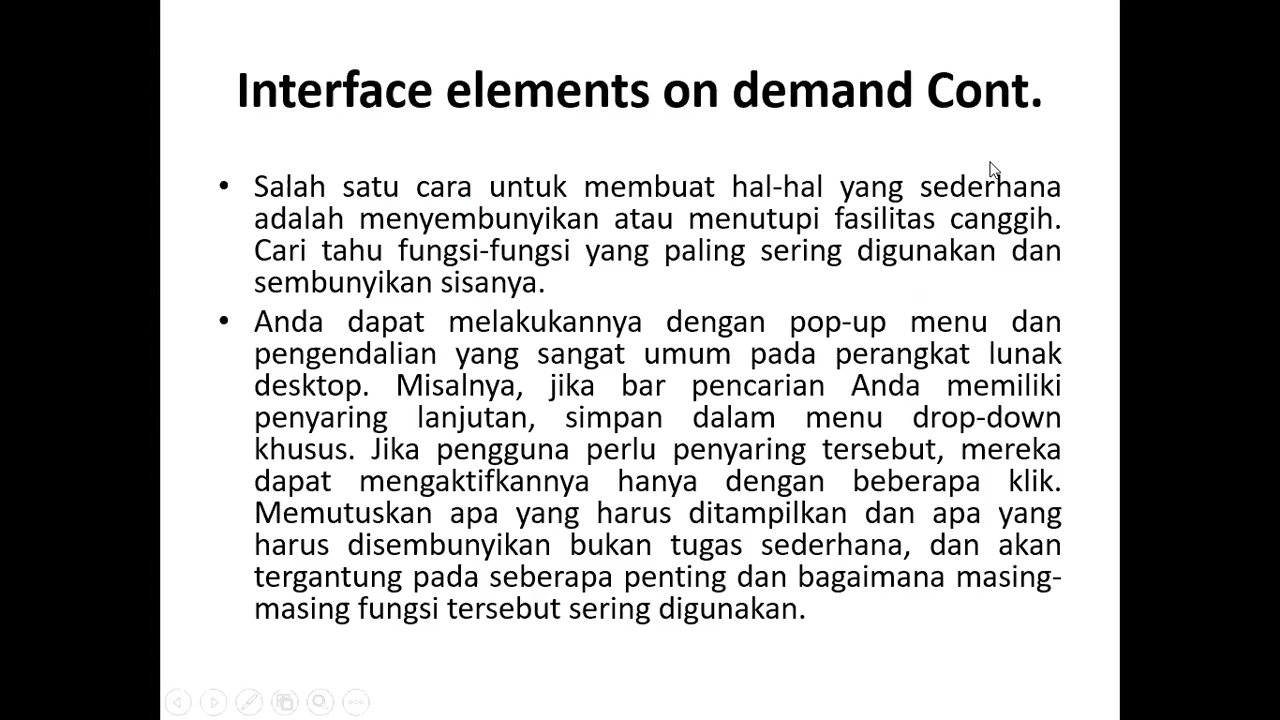 Interface elements on demand Cont.
• Salah satu cara untuk membuat hal-hal yang sederhana
adalah menyembunyikan atau menutupi fasilitas canggih.
Cari tahu fungsi-fungsi yang paling sering digunakan dan
sembunyikan sisanya.
• Anda dapat melakukannya dengan pop-up menu dan
pengendalian yang sangat umum pada perangkat lunak
desktop. Misalnya, jika bar pencarian Anda memiliki
penyaring lanjutan, simpan dalam menu drop-down
khusus. Jika pengguna perlu penyaring tersebut, mereka
dapat mengaktifkannya hanya dengan beberapa klik.
Memutuskan apa yang harus ditampilkan dan apa yang
harus disembunyikan bukan tugas sederhana, dan akan
tergantung pada seberapa penting dan bagaimana masing-
masing fungsi tersebut sering digunakan.